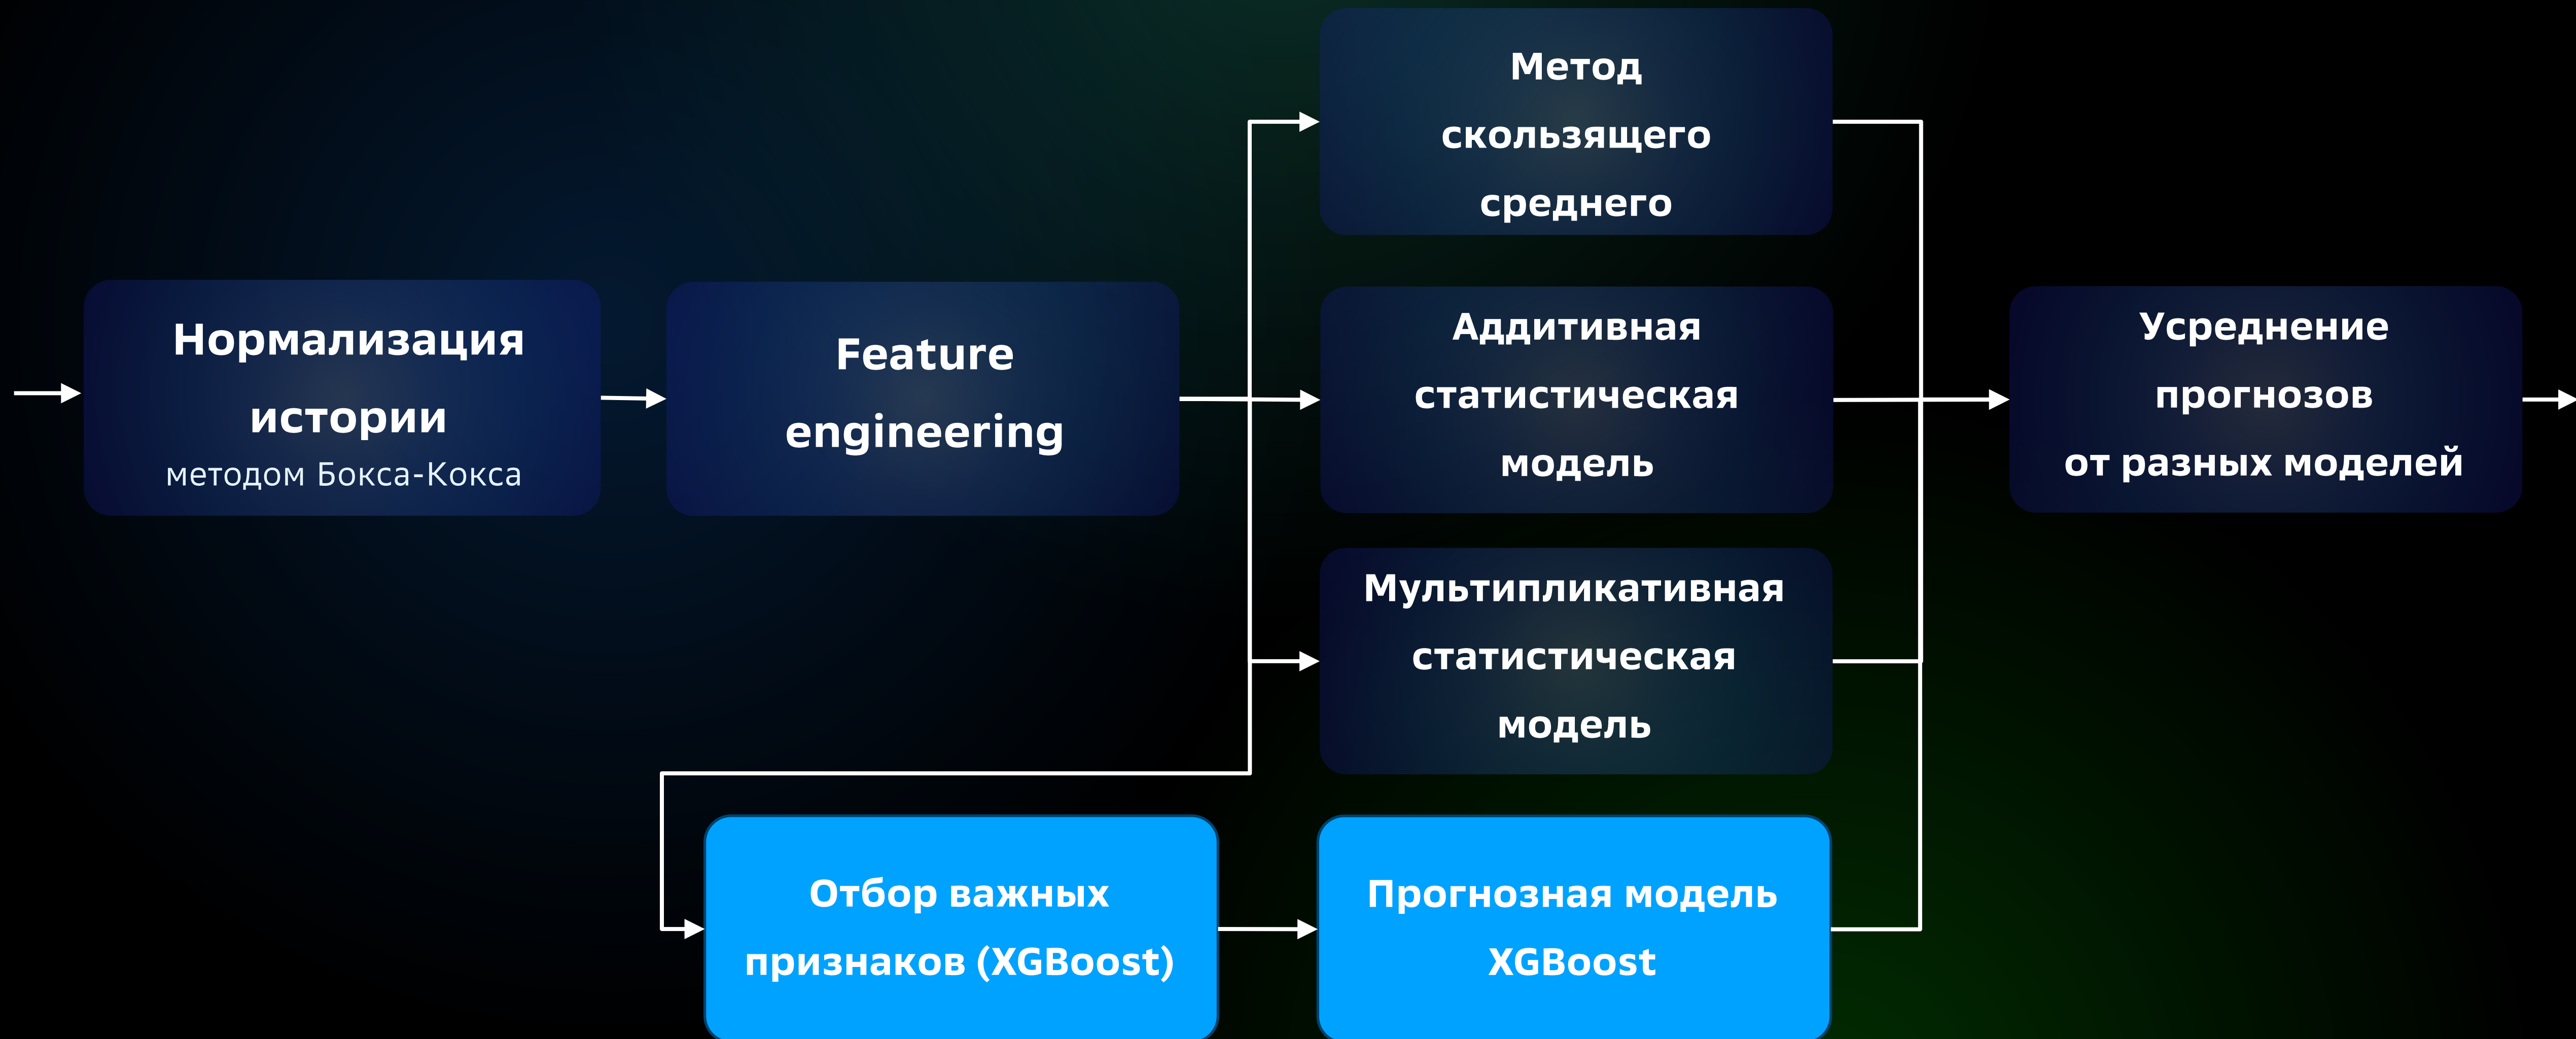 Нормализация
истории
методом Бокса-Кокса
Feature
engineering
Метод
скользящего
среднего
Аддитивная
статистическая
модель
Мультипликативная
статистическая
модель
Отбор важных
признаков (XGBoost)
Прогнозная модель
XGBoost
Усреднение
прогнозов
от разных моделей